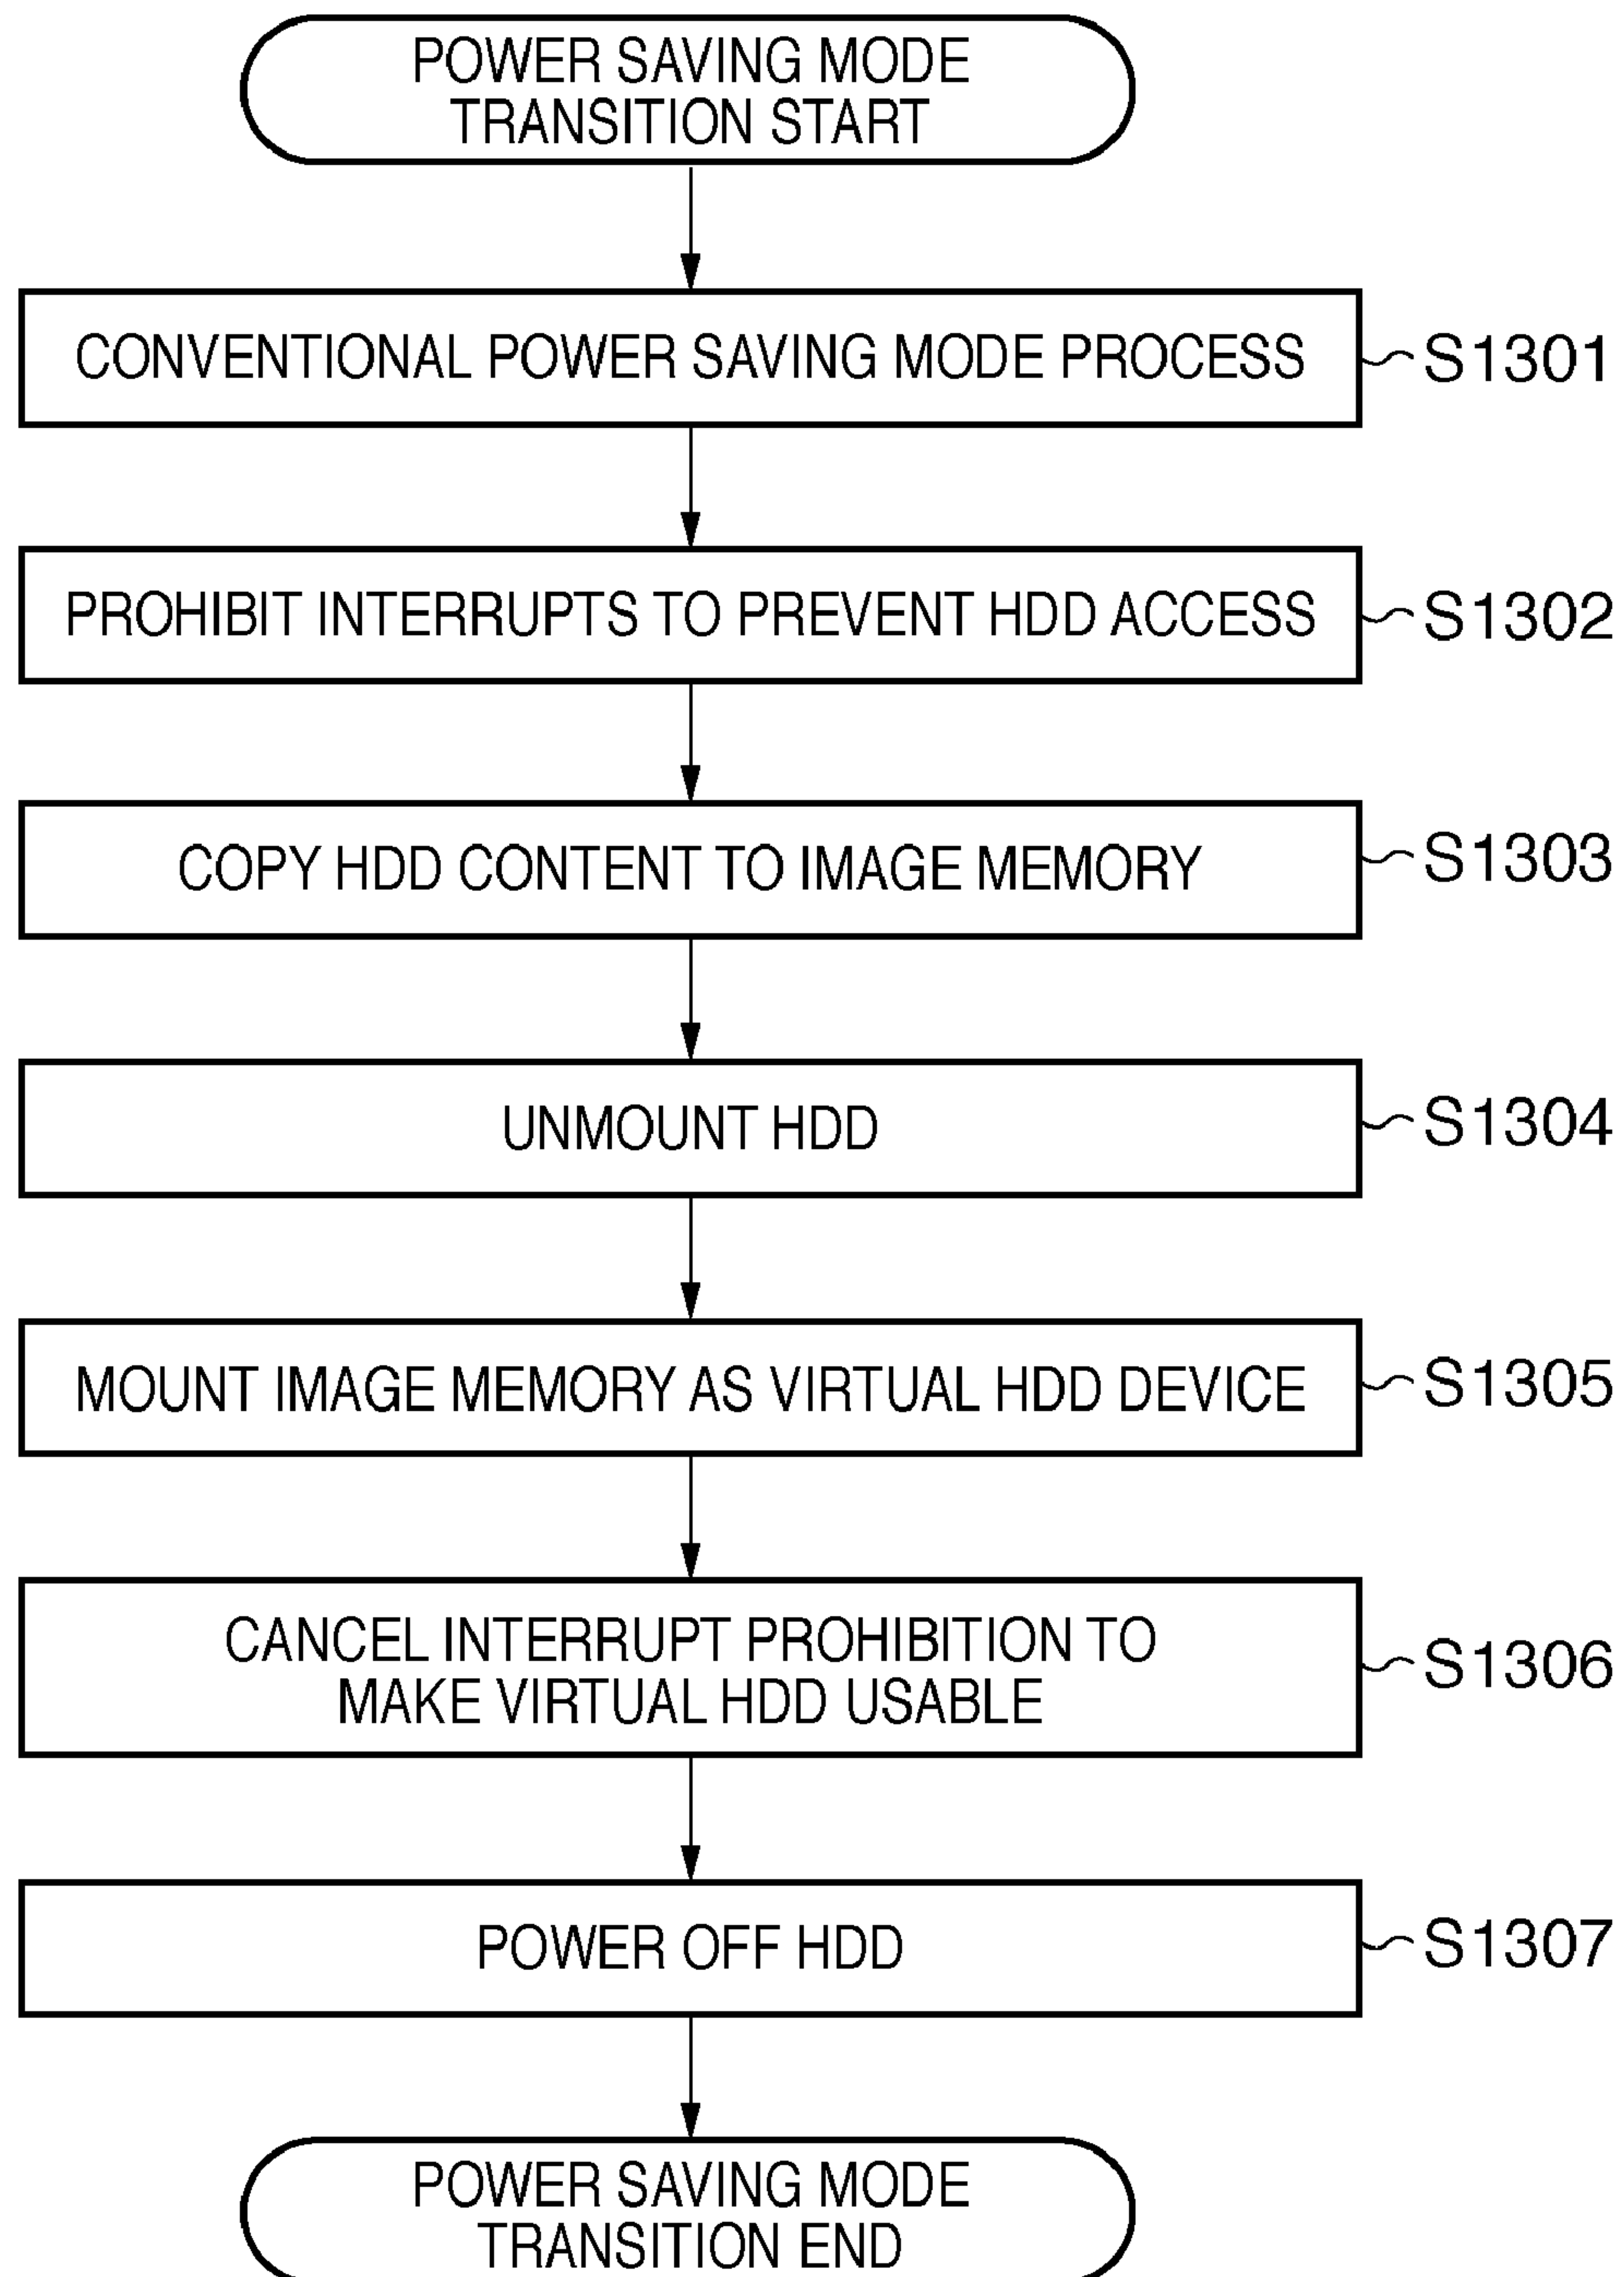 POWER SAVING MODE
TRANSITION START
CONVENTIONAL POWER SAVING MODE PROCESS
S1301
PROHIBIT INTERRUPTS TO PREVENT HDD ACCESS
S1302
COPY HDD CONTENT TO IMAGE MEMORY
S1303
UNMOUNT HDD
S1304
MOUNT IMAGE MEMORY AS VIRTUAL HDD DEVICE
S1305
CANCEL INTERRUPT PROHIBITION TO
MAKE VIRTUAL HDD USABLE
S1306
POWER OFF HDD
S1307
POWER SAVING MODE
TRANSITION END